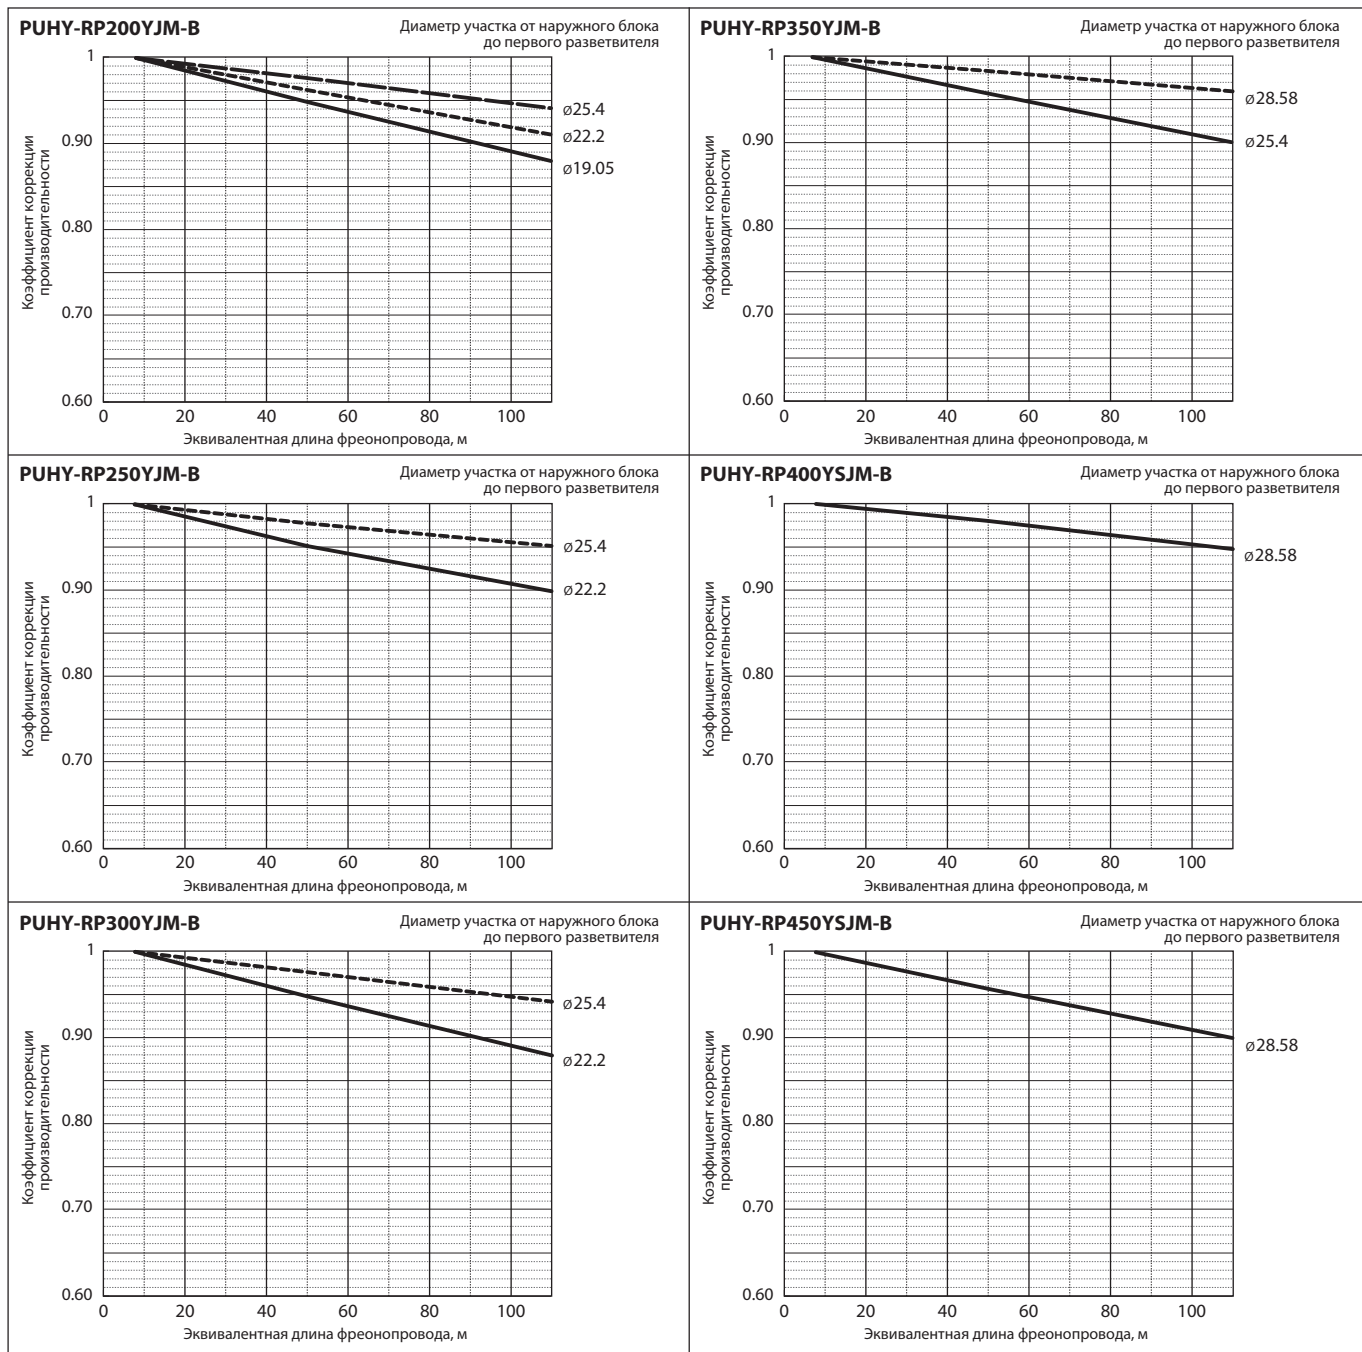 PUHY-RP200YJM-B
Диаметр участка от наружного блока
до первого разветвителя
Коэффициент коррекции
производительности
1
0.90
0.80
0.70
0.60
0
20
40
60
80
100
ø25.4
ø22.2
ø19.05
Эквивалентная длина фреонопровода, м
PUHY-RP350YJM-B
Диаметр участка от наружного блока
до первого разветвителя
Коэффициент коррекции
производительности
1
0.90
0.80
0.70
0.60
0
20
40
60
80
100
ø28.58
ø25.4
Эквивалентная длина фреонопровода, м
PUHY-RP250YJM-B
Диаметр участка от наружного блока
до первого разветвителя
Коэффициент коррекции
производительности
1
0.90
0.80
0.70
0.60
0
20
40
60
80
100
ø25.4
ø22.2
Эквивалентная длина фреонопровода, м
PUHY-RP400YSJM-B
Диаметр участка от наружного блока
до первого разветвителя
Коэффициент коррекции
производительности
1
0.90
0.80
0.70
0.60
0
20
40
60
80
100
ø28.58
Эквивалентная длина фреонопровода, м
PUHY-RP300YJM-B
Диаметр участка от наружного блока
до первого разветвителя
Коэффициент коррекции
производительности
1
0.90
0.80
0.70
0.60
0
20
40
60
80
100
ø25.4
ø22.2
Эквивалентная длина фреонопровода, м
PUHY-RP450YSJM-B
Диаметр участка от наружного блока
до первого разветвителя
Коэффициент коррекции
производительности
1
0.90
0.80
0.70
0.60
0
20
40
60
80
100
ø28.58
Эквивалентная длина фреонопровода, м